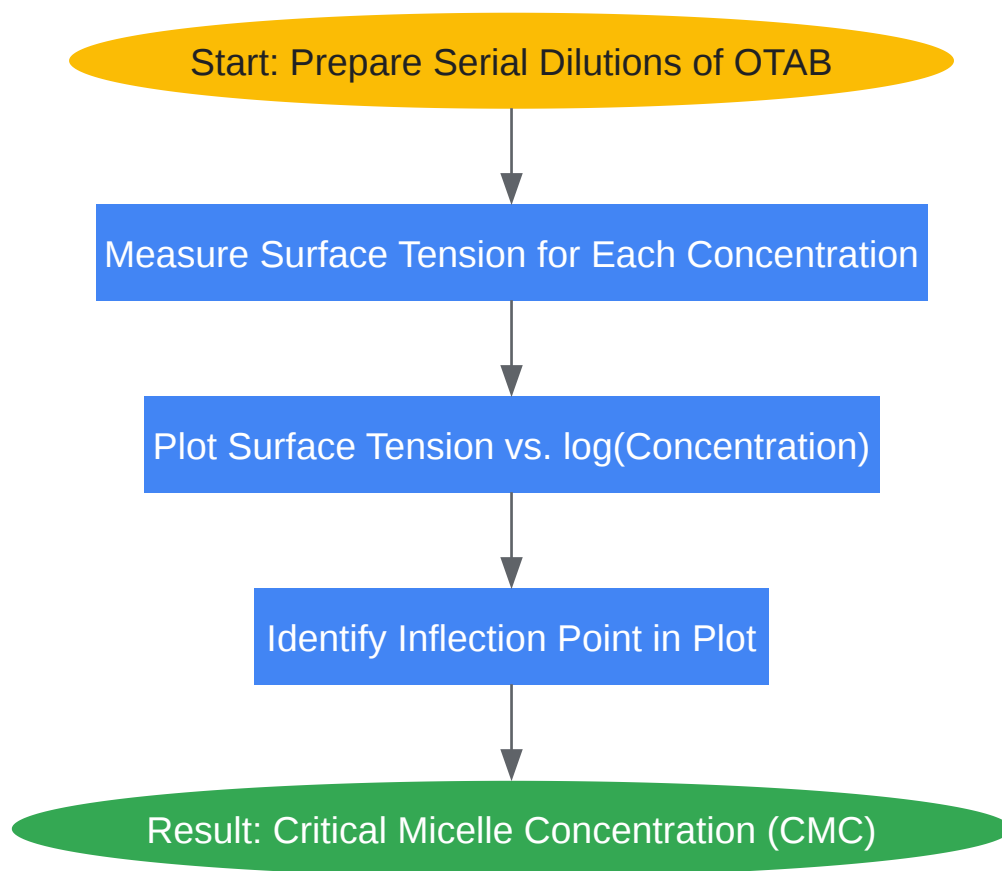 Start: Prepare Serial Dilutions of OTAB
Measure Surface Tension for Each Concentration
Plot Surface Tension vs. log(Concentration)
Identify Inflection Point in Plot
Result: Critical Micelle Concentration (CMC)